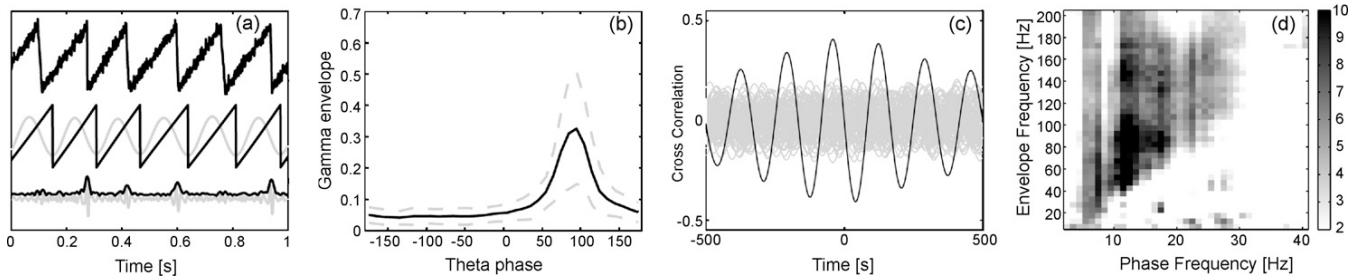 (a)
0 0.2 0.4 0.6 0.8 1
Time [s]
(b)
0.7
0.6
0.5
0.4
0.3
0.2
0.1
0
-150 -100 -50 0 50 100 150
Gamma envelope
Theta phase
(c)
0.5
0
-0.5
-500 0 500
Cross Correlation
Time [s]
(d)
200
180
160
140
120
100
80
60
40
20
10 20 30 40
Envelope Frequency [Hz]
Phase Frequency [Hz]
10
9
8
7
6
5
4
3
2